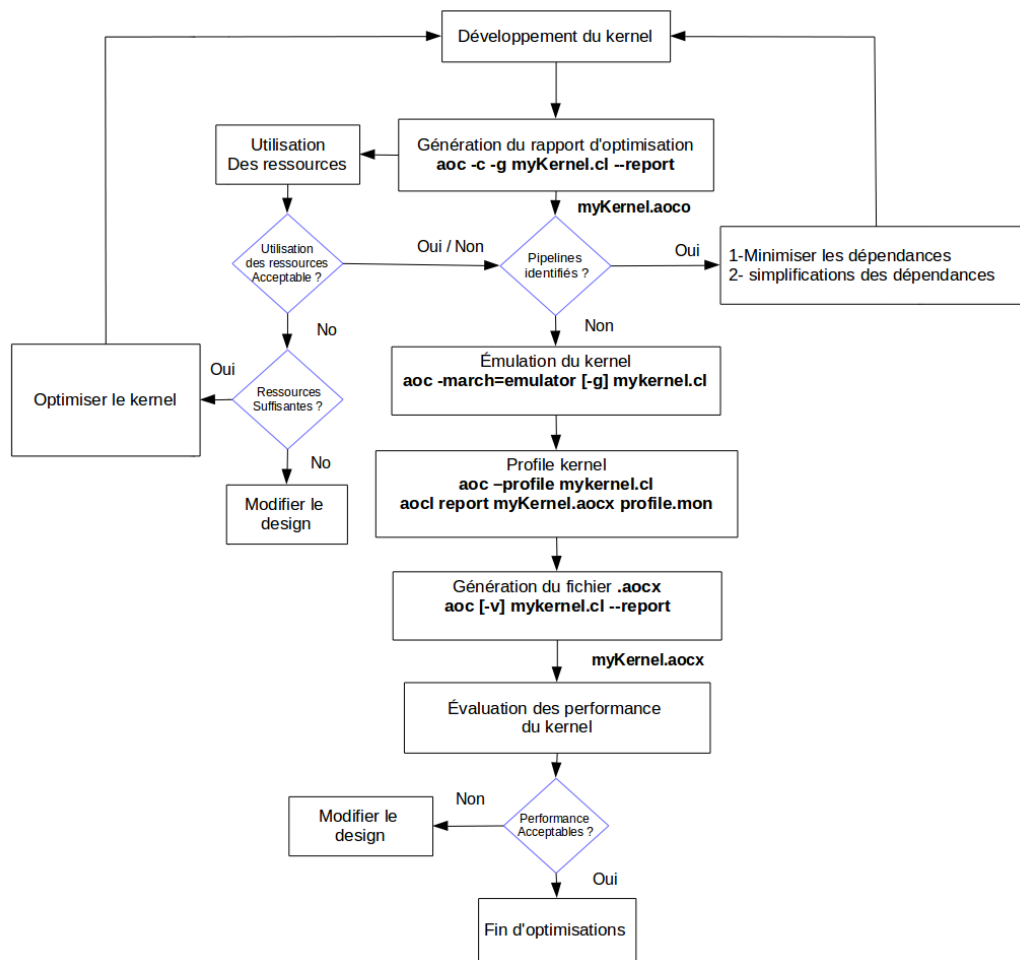 Développement du kernel
Génération du rapport d'optimisation
aoc -c -g myKernel.cl --report
Utilisation
Des ressources
myKernel.aoco
Utilisation
des ressources
Acceptable ?
Oui / Non
Pipelines
identifiés ?
Oui
1-Minimiser les dépendances
2- simplifications des dépendances
No
Non
Émulation du kernel
aoc -march=emulator [-g] mykernel.cl
Optimiser le kernel
Oui
Ressources
Suffisantes ?
No
Modifier le
design
Profile kernel
aoc –profile mykernel.cl
aocl report myKernel.aocx profile.mon
Génération du fichier .aocx
aoc [-v] mykernel.cl --report
myKernel.aocx
Évaluation des performance
du kernel
Modifier le
design
Non
Performance
Acceptables ?
Oui
Fin d'optimisations